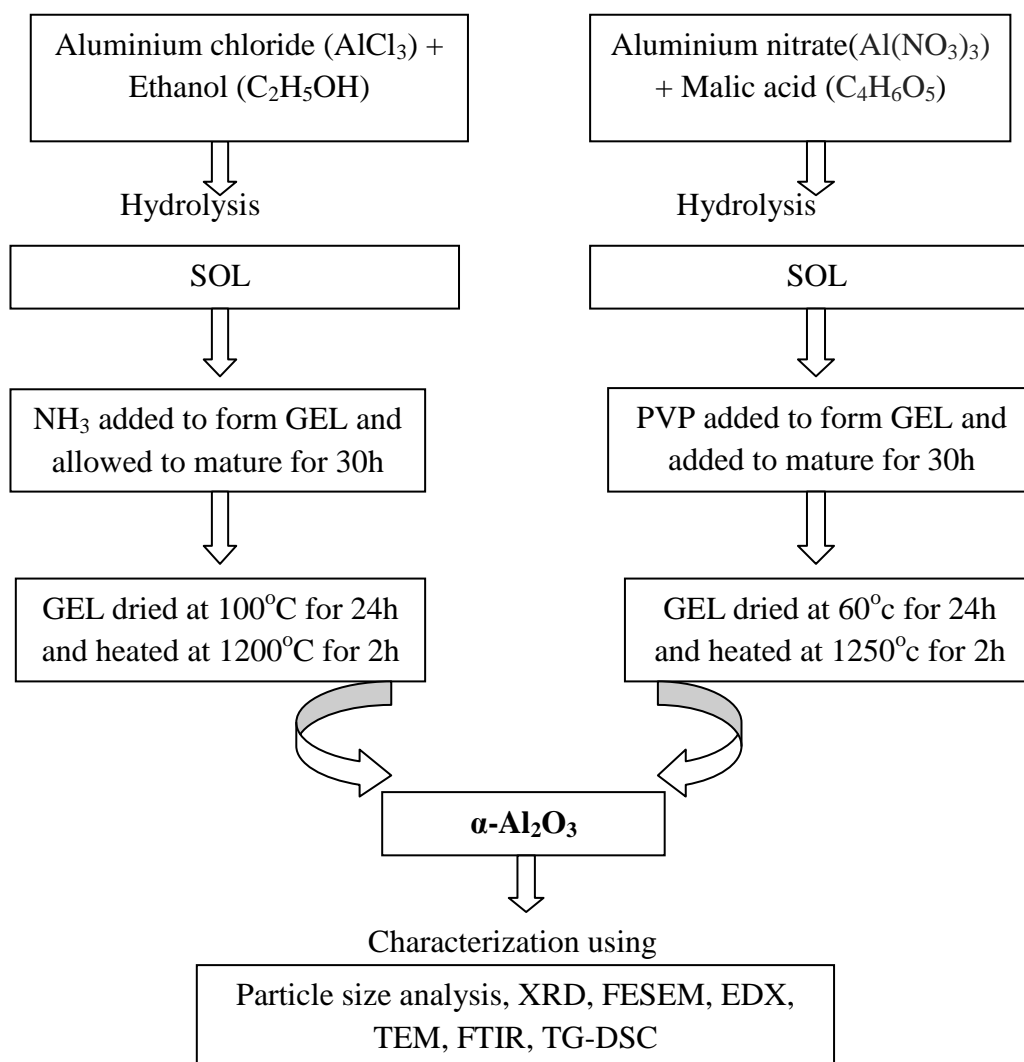 Aluminium chloride (AlCl₃) +
Ethanol (C₂H₅OH)
Hydrolysis
SOL
NH₃ added to form GEL and
allowed to mature for 30h
GEL dried at 100°C for 24h
and heated at 1200°C for 2h
Aluminium nitrate(Al(NO₃)₃)
+ Malic acid (C₄H₆O₅)
Hydrolysis
SOL
PVP added to form GEL and
added to mature for 30h
GEL dried at 60°c for 24h
and heated at 1250°c for 2h
α-Al₂O₃
Characterization using
Particle size analysis, XRD, FESEM, EDX,
TEM, FTIR, TG-DSC